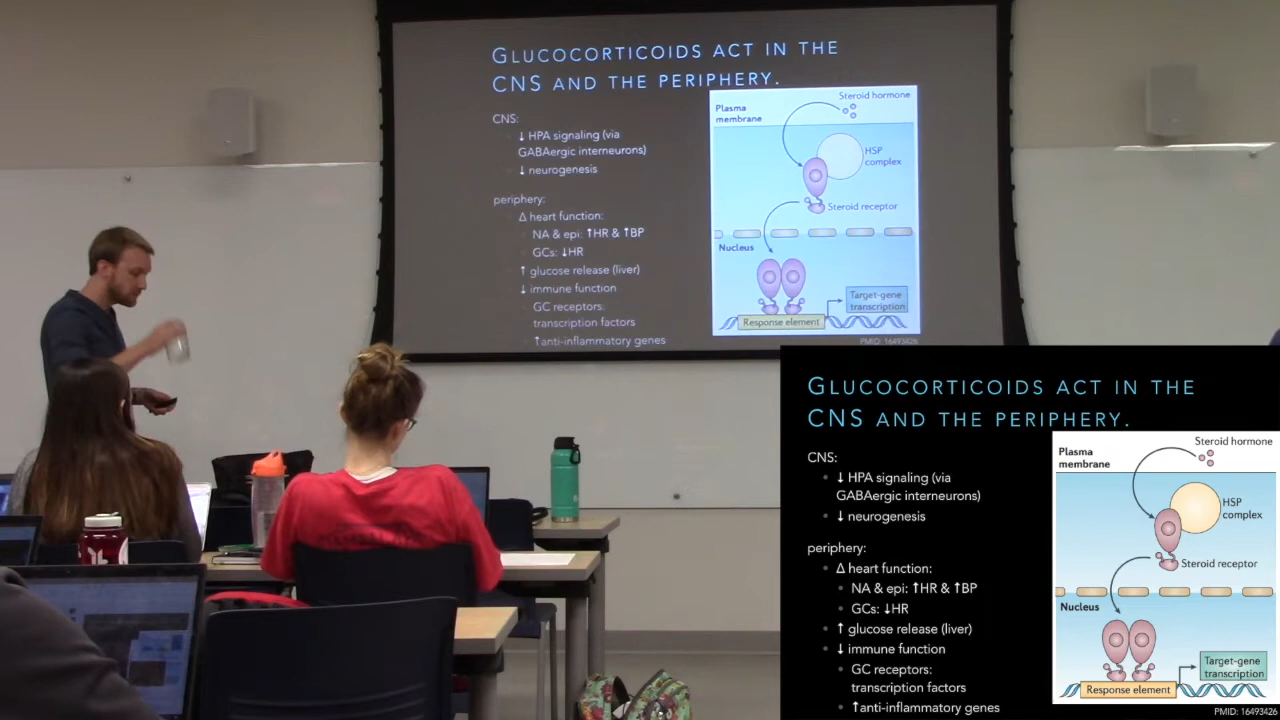 GLUCOCORTICOIDS ACT IN THE
CNS AND THE PERIPHERY.
CNS:
↓ HPA signaling (via
GABAergic interneurons)
↓ neurogenesis
periphery:
Δ heart function:
NA & epi: ↑HR & ↑BP
GCs: ↓HR
↑ glucose release (liver)
↓ immune function
GC receptors:
transcription factors
↑anti-inflammatory genes
Steroid hormone
Plasma
membrane
HSP
complex
Steroid receptor
Nucleus
Target-gene
transcription
Response element
PMID: 16493426
GLUCOCORTICOIDS ACT IN THE
CNS AND THE PERIPHERY.
CNS:
• ↓ HPA signaling (via
GABAergic interneurons)
• ↓ neurogenesis
periphery:
• Δ heart function:
• NA & epi: ↑HR & ↑BP
• GCs: ↓HR
• ↑ glucose release (liver)
• ↓ immune function
• GC receptors:
transcription factors
• ↑anti-inflammatory genes
Steroid hormone
Plasma
membrane
HSP
complex
Steroid receptor
Nucleus
Target-gene
transcription
Response element
PMID: 16493426